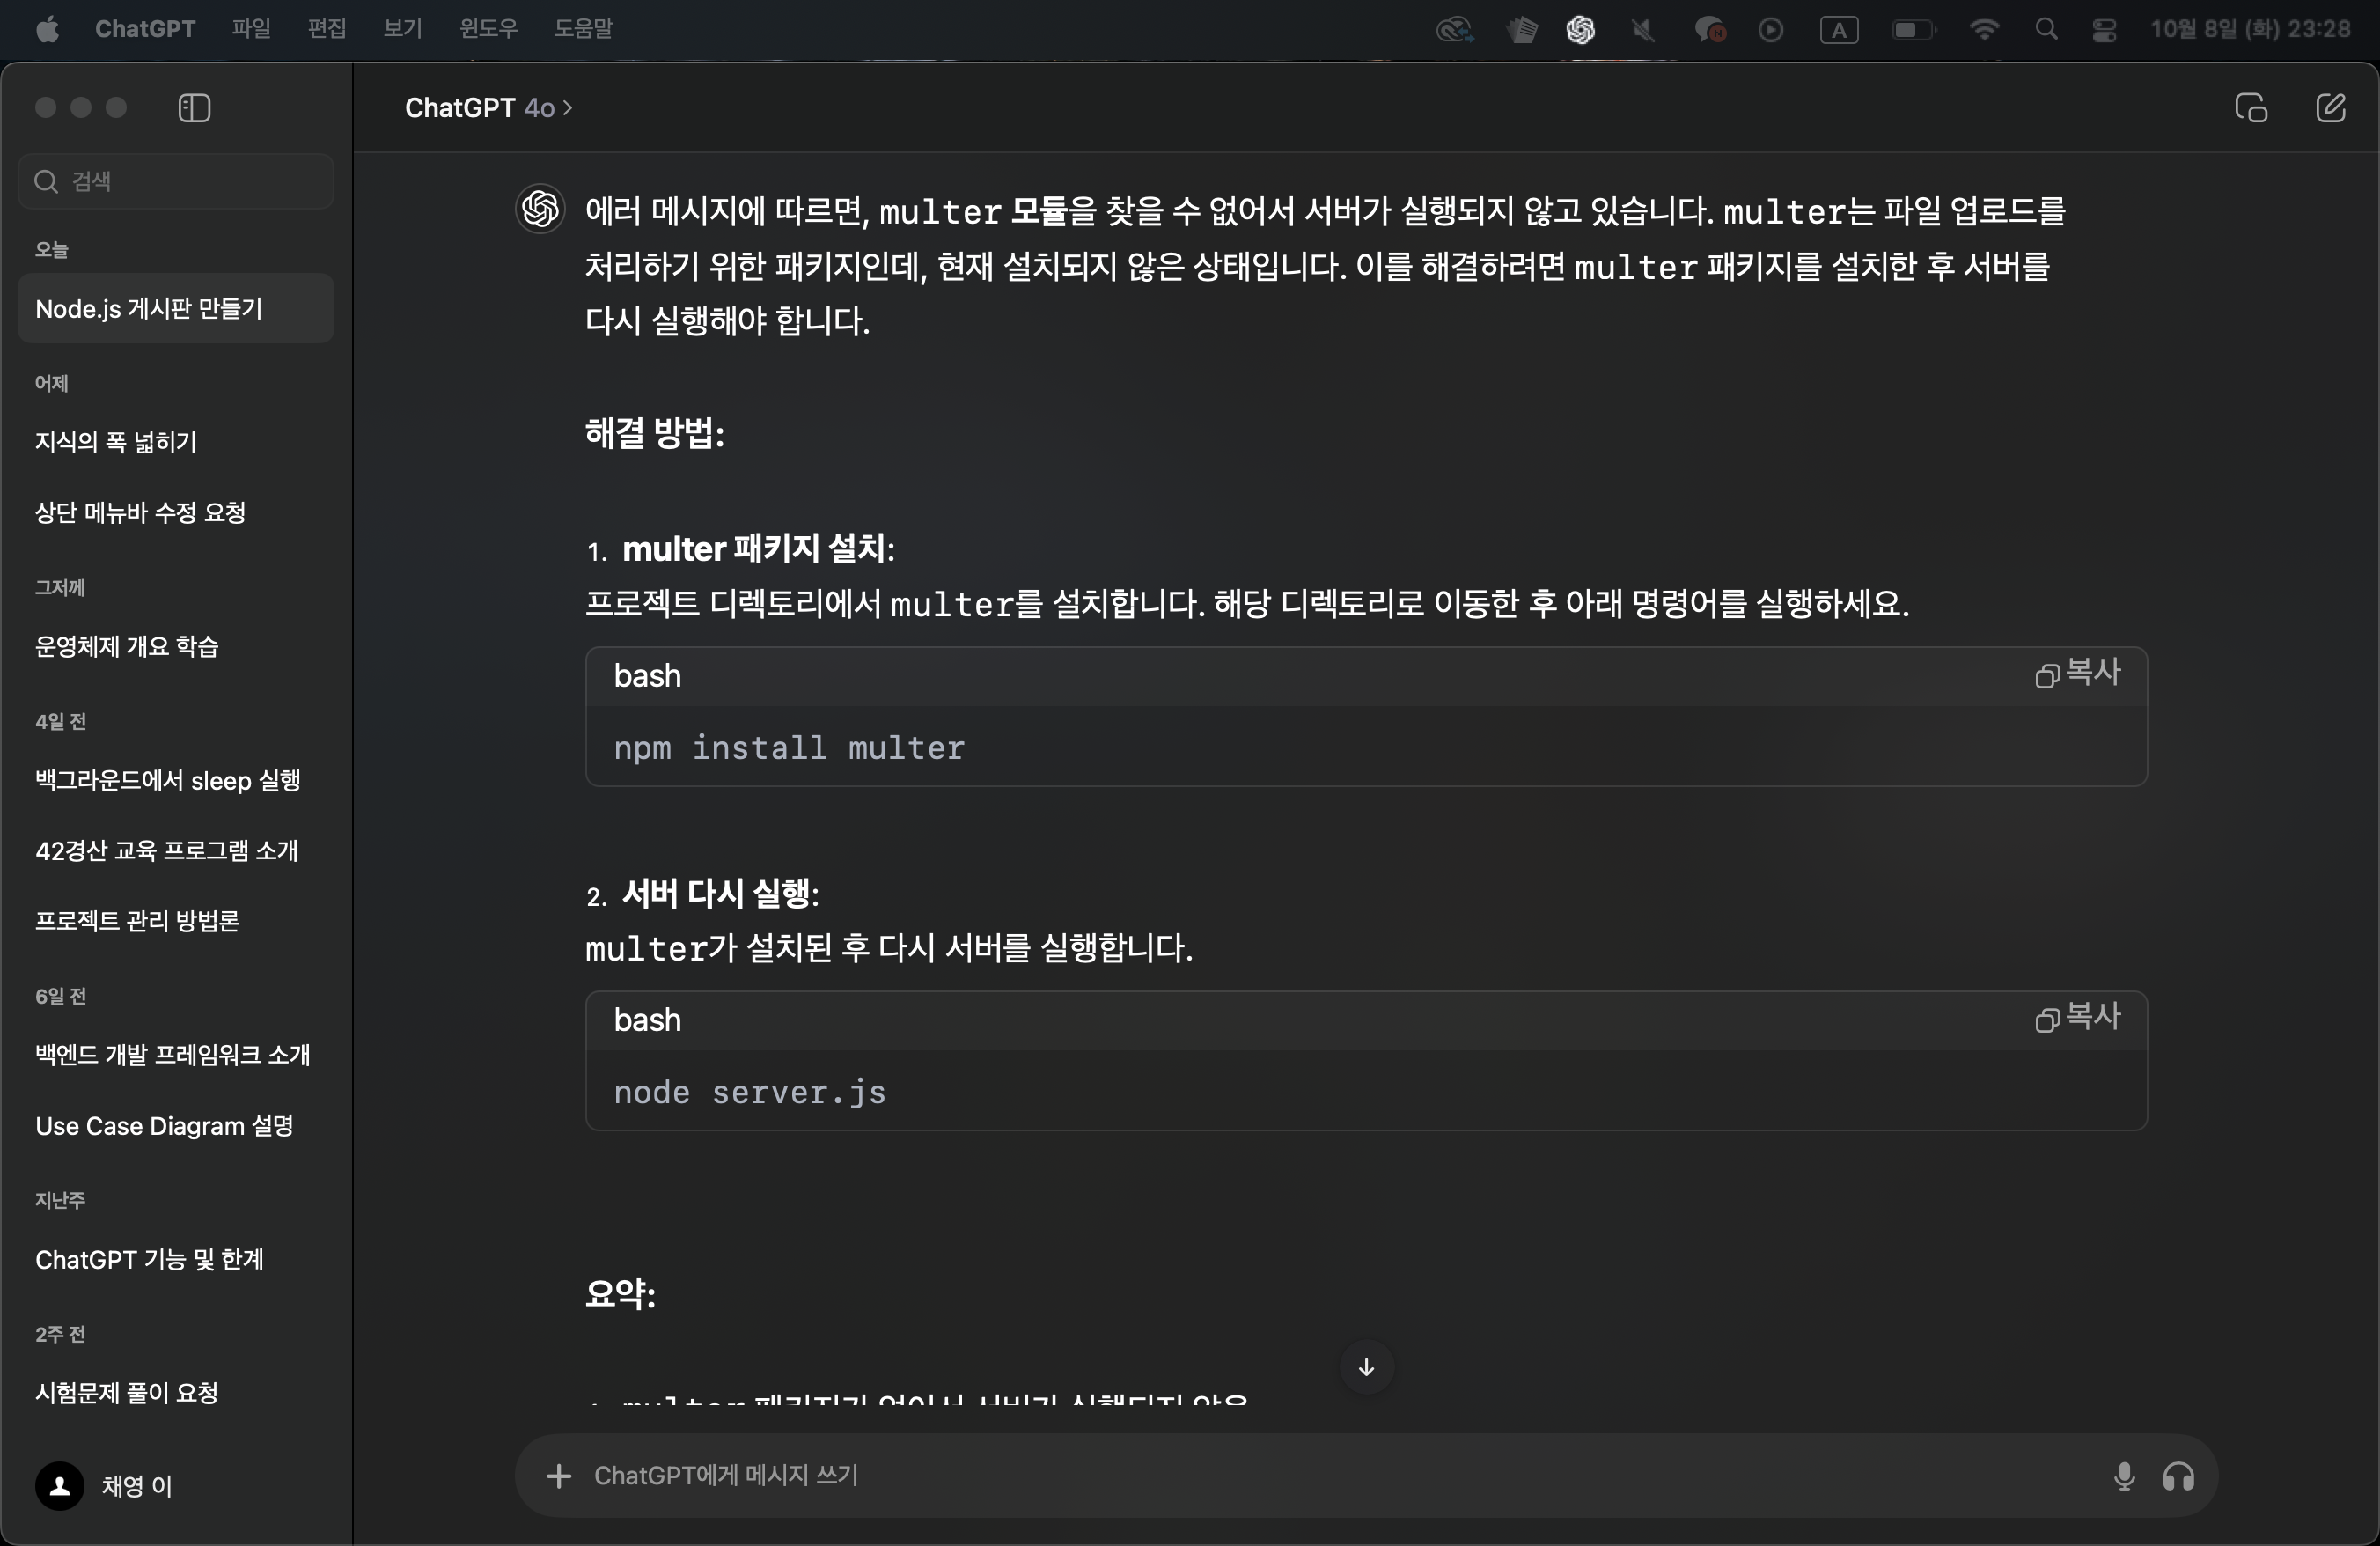 ChatGPT 파일 편집 보기 윈도우 도움말
A 10월 8일 (화) 23:28
ChatGPT 4o
검색
오늘
Node.js 게시판 만들기
어제
지식의 폭 넓히기
상단 메뉴바 수정 요청
그저께
운영체제 개요 학습
4일 전
백그라운드에서 sleep 실행
42경산 교육 프로그램 소개
프로젝트 관리 방법론
6일 전
백엔드 개발 프레임워크 소개
Use Case Diagram 설명
지난주
ChatGPT 기능 및 한계
2주 전
시험문제 풀이 요청
채영 이
에러 메시지에 따르면, multer 모듈을 찾을 수 없어서 서버가 실행되지 않고 있습니다. multer는 파일 업로드를
처리하기 위한 패키지인데, 현재 설치되지 않은 상태입니다. 이를 해결하려면 multer 패키지를 설치한 후 서버를
다시 실행해야 합니다.
해결 방법:
1. multer 패키지 설치:
프로젝트 디렉토리에서 multer를 설치합니다. 해당 디렉토리로 이동한 후 아래 명령어를 실행하세요.
bash 복사
npm install multer
2. 서버 다시 실행:
multer가 설치된 후 다시 서버를 실행합니다.
bash 복사
node server.js
요약:
multer 패키지가 없어서 서버가 실행되지 않음
ChatGPT에게 메시지 쓰기